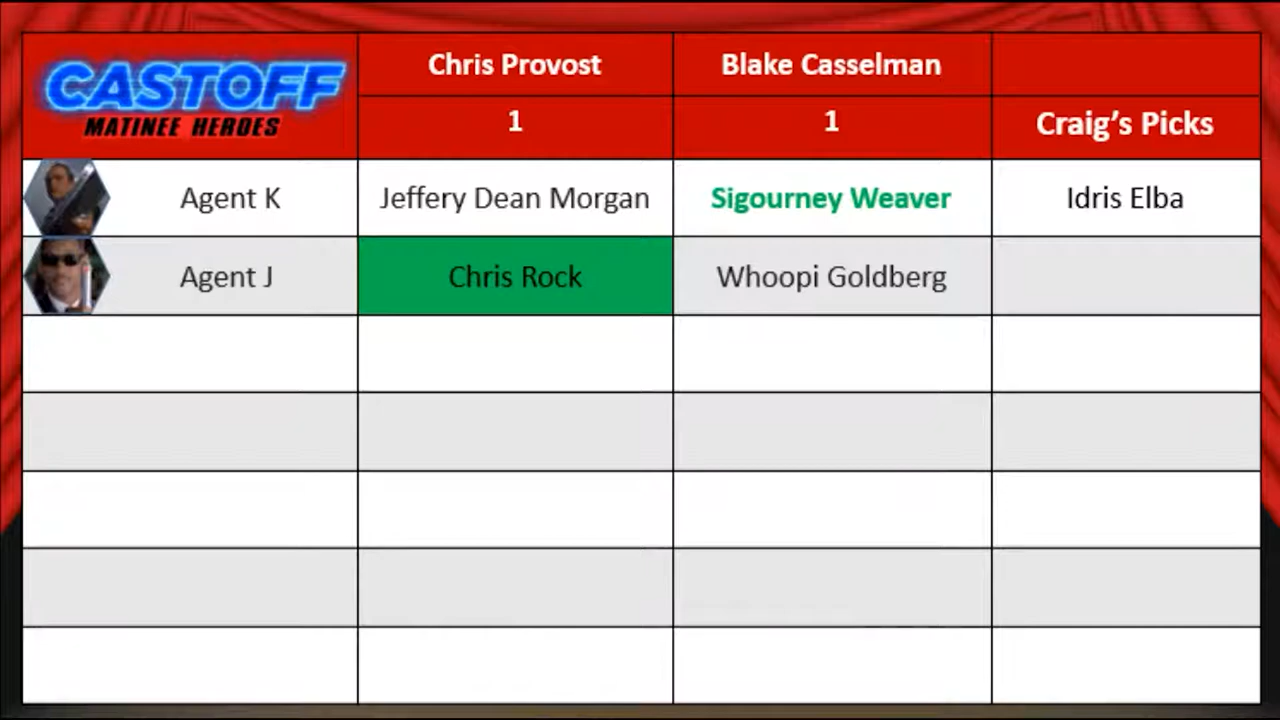 CASTOFF
MATINEE HEROES
Chris Provost
Blake Casselman
1
1
Craig's Picks
Agent K
Jeffery Dean Morgan
Sigourney Weaver
Idris Elba
Agent J
Chris Rock
Whoopi Goldberg